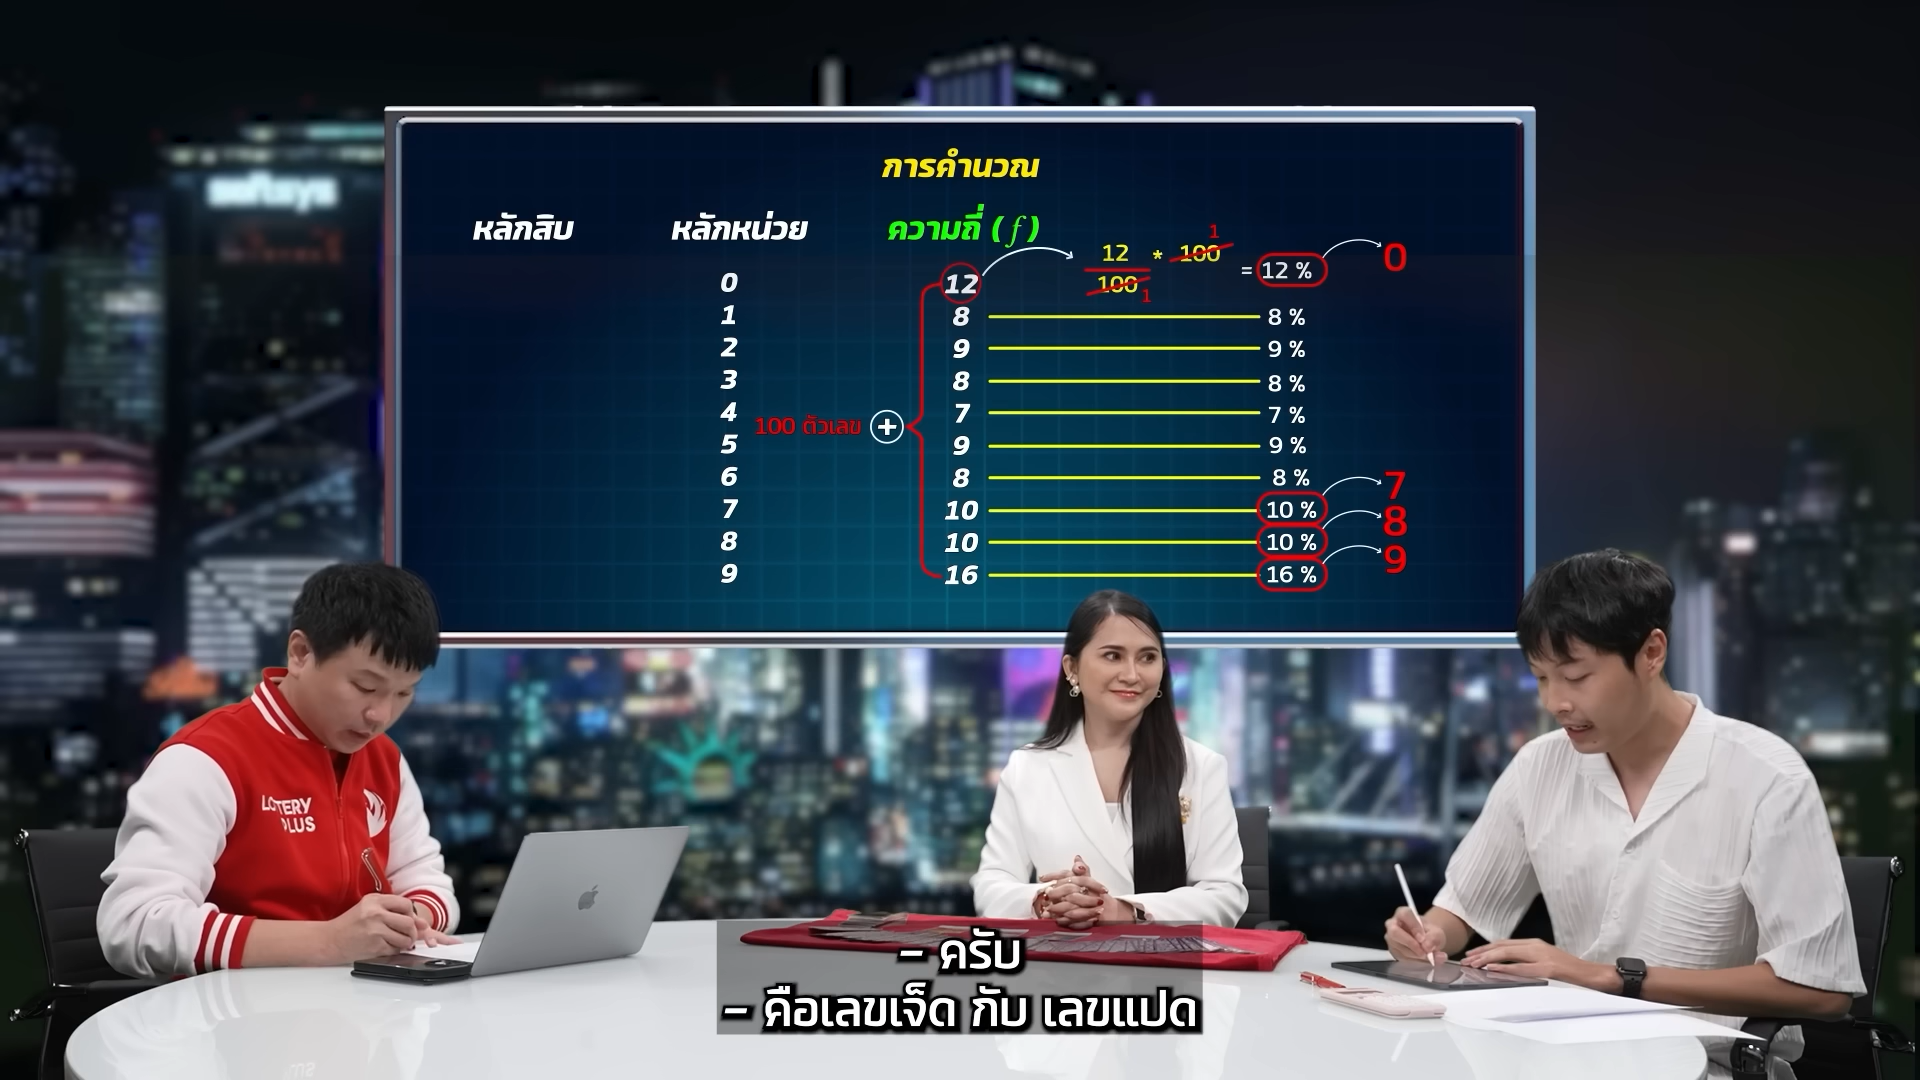 softsys
การคำนวณ
หลักสิบ หลักหน่วย ความถี่ (f)
12 * 100 1
100 1
= 12 % 0
0 12
1 8 8 %
2 9 9 %
3 8 8 %
4 7 7 %
100 ตัวเลข +
5 9 9 %
6 8 8 %
7 10 10 % 7
8 10 10 % 8
9 16 16 % 9
LOTTERY
PLUS
– ครับ
– คือเลขเจ็ด กับ เลขแปด